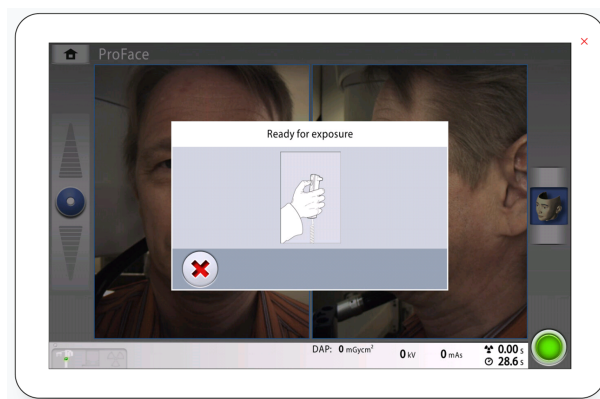 ProFace
Ready for exposure
DAP: 0 mGycm²
0 kV
0 mAs
0.00 s
28.6 s